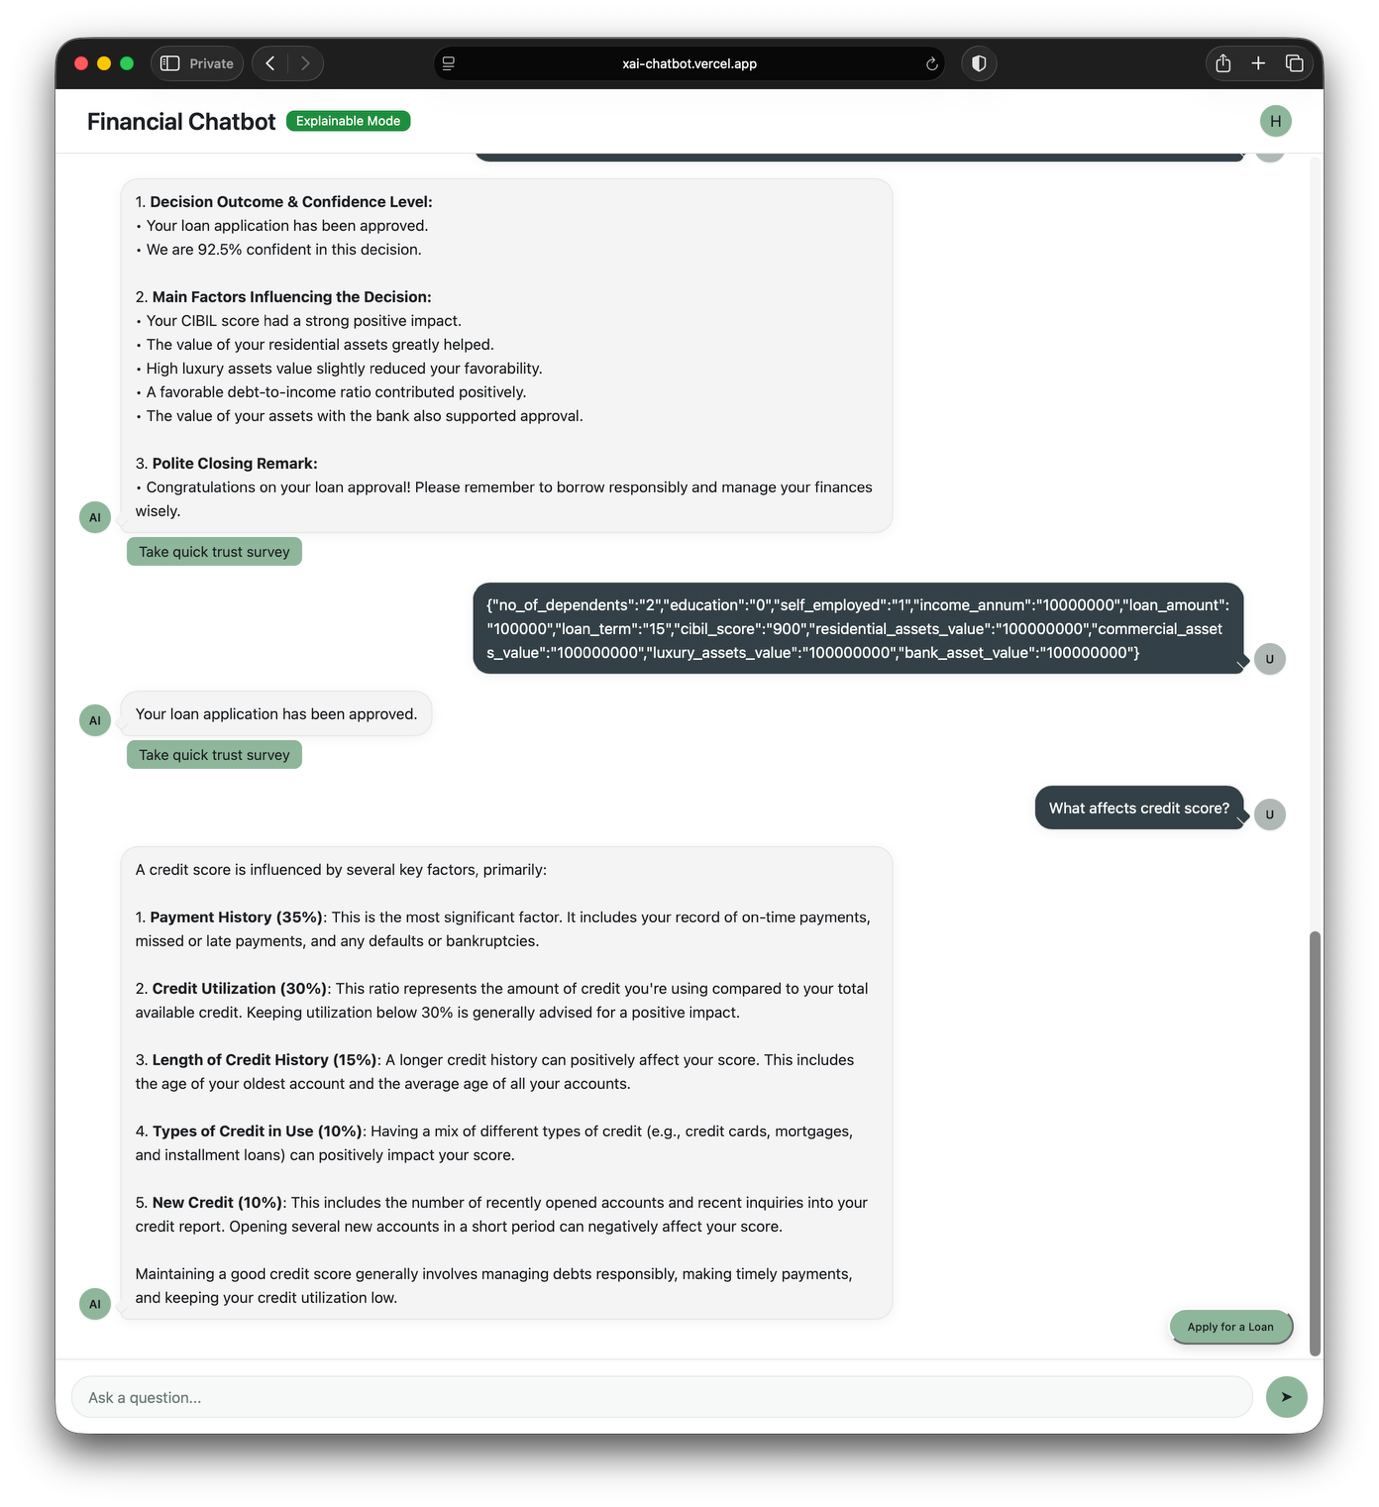 Private
xai-chatbot.vercel.app
Financial Chatbot
Explainable Mode
H
1. Decision Outcome & Confidence Level:
• Your loan application has been approved.
• We are 92.5% confident in this decision.
2. Main Factors Influencing the Decision:
• Your CIBIL score had a strong positive impact.
• The value of your residential assets greatly helped.
• High luxury assets value slightly reduced your favorability.
• A favorable debt-to-income ratio contributed positively.
• The value of your assets with the bank also supported approval.
3. Polite Closing Remark:
• Congratulations on your loan approval! Please remember to borrow responsibly and manage your finances
wisely.
AI
Take quick trust survey
{"no_of_dependents":"2","education":"0","self_employed":"1","income_annum":"10000000","loan_amount":
"100000","loan_term":"15","cibil_score":"900","residential_assets_value":"100000000","commercial_asset
s_value":"100000000","luxury_assets_value":"100000000","bank_asset_value":"100000000"}
U
Your loan application has been approved.
AI
Take quick trust survey
What affects credit score?
U
A credit score is influenced by several key factors, primarily:
1. Payment History (35%): This is the most significant factor. It includes your record of on-time payments,
missed or late payments, and any defaults or bankruptcies.
2. Credit Utilization (30%): This ratio represents the amount of credit you're using compared to your total
available credit. Keeping utilization below 30% is generally advised for a positive impact.
3. Length of Credit History (15%): A longer credit history can positively affect your score. This includes
the age of your oldest account and the average age of all your accounts.
4. Types of Credit in Use (10%): Having a mix of different types of credit (e.g., credit cards, mortgages,
and installment loans) can positively impact your score.
5. New Credit (10%): This includes the number of recently opened accounts and recent inquiries into your
credit report. Opening several new accounts in a short period can negatively affect your score.
Maintaining a good credit score generally involves managing debts responsibly, making timely payments,
and keeping your credit utilization low.
AI
Apply for a Loan
Ask a question...